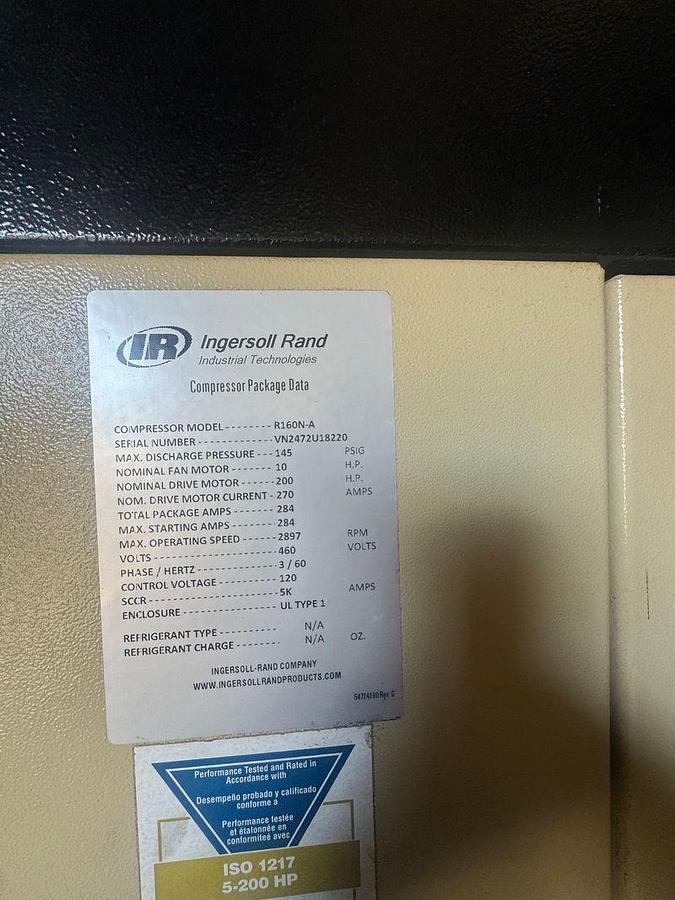 IR Ingersoll Rand
Industrial Technologies
Compressor Package Data
COMPRESSOR MODEL - - - - - - - - R160N-A
SERIAL NUMBER - - - - - - - - - - - - - VN2472U18220
MAX. DISCHARGE PRESSURE - - - 145 PSIG
NOMINAL FAN MOTOR - - - - - - - 10 H.P.
NOMINAL DRIVE MOTOR - - - - - - 200 H.P.
NOM. DRIVE MOTOR CURRENT - 270 AMPS
TOTAL PACKAGE AMPS - - - - - - - 284
MAX. STARTING AMPS - - - - - - - 284
MAX. OPERATING SPEED - - - - - - 2897 RPM
VOLTS - - - - - - - - - - - - - - - - - - - - 460 VOLTS
PHASE / HERTZ - - - - - - - - - - - - - 3 / 60
CONTROL VOLTAGE - - - - - - - - - - 120
SCCR - - - - - - - - - - - - - - - - - - - - - 5K AMPS
ENCLOSURE - - - - - - - - - - - - - - - UL TYPE 1
REFRIGERANT TYPE - - - - - - - - - - N/A
REFRIGERANT CHARGE - - - - - - - N/A OZ.
INGERSOLL-RAND COMPANY
WWW.INGERSOLLRANDPRODUCTS.COM
54724190 Rev. G
Performance Tested and Rated in
Accordance with
Desempeño probado y calificado
conforme a
Performance testée
et étalonnée en
conformiteé avec
ISO 1217
5-200 HP